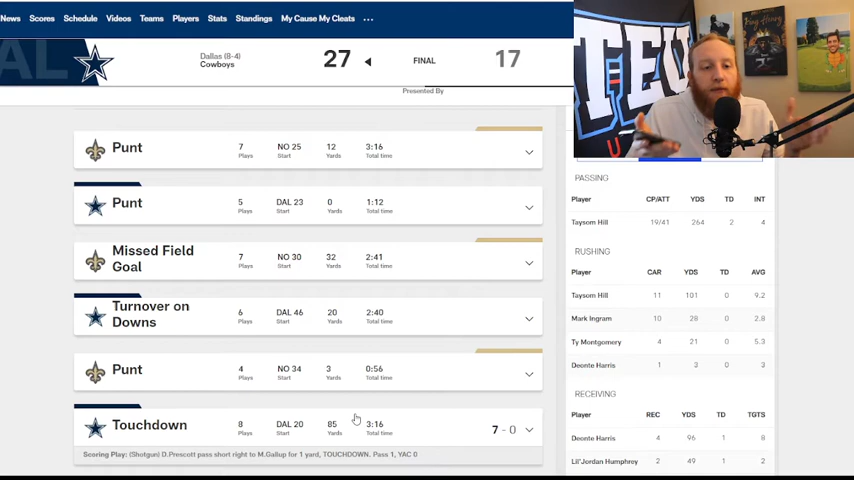 News Scores Schedule Videos Teams Players Stats Standings My Cause My Cleats ...
Dallas (8-4)
Cowboys
27
FINAL
17
Presented By
Punt 7 Plays NO 25 Start 12 Yards 3:16 Total time
Punt 5 Plays DAL 23 Start 0 Yards 1:12 Total time
Missed Field Goal 7 Plays NO 30 Start 32 Yards 2:41 Total time
Turnover on Downs 6 Plays DAL 46 Start 20 Yards 2:40 Total time
Punt 4 Plays NO 34 Start 3 Yards 0:56 Total time
Touchdown 8 Plays DAL 20 Start 85 Yards 3:16 Total time 7 - 0
Scoring Play: (Shotgun) D.Prescott pass short right to M.Gallup for 1 yard, TOUCHDOWN. Pass 1, YAC 0
PASSING
Player CP/ATT YDS TD INT
Taysom Hill 19/41 264 2 4
RUSHING
Player CAR YDS TD AVG
Taysom Hill 11 101 0 9.2
Mark Ingram 10 28 0 2.8
Ty Montgomery 4 21 0 5.3
Deonte Harris 1 3 0 3
RECEIVING
Player REC YDS TD TGTS
Deonte Harris 4 96 1 8
Lil'Jordan Humphrey 2 49 1 2